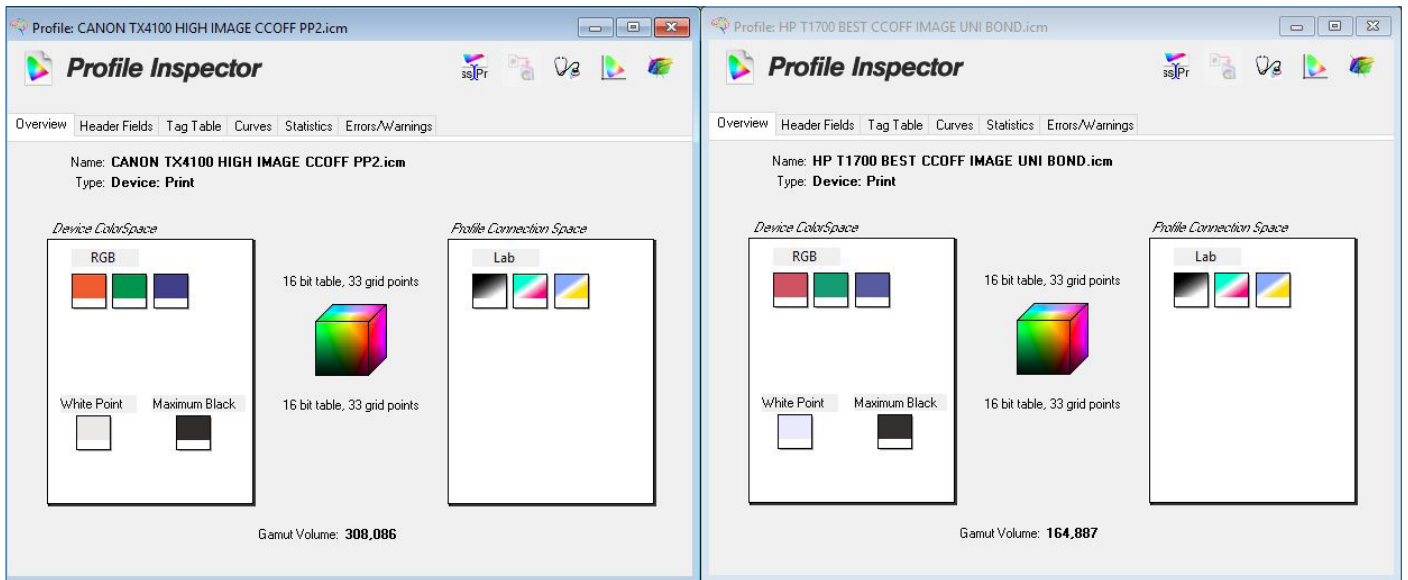 Profile: CANON TX4100 HIGH IMAGE CCOFF PP2.icm
Profile Inspector
ss Pr
Overview Header Fields Tag Table Curves Statistics Errors/Warnings
Name: CANON TX4100 HIGH IMAGE CCOFF PP2.icm
Type: Device: Print
Device ColorSpace
Profile Connection Space
RGB
Lab
16 bit table, 33 grid points
White Point
Maximum Black
16 bit table, 33 grid points
Gamut Volume: 308,086
Profile: HP T1700 BEST CCOFF IMAGE UNI BOND.icm
Profile Inspector
ss Pr
Overview Header Fields Tag Table Curves Statistics Errors/Warnings
Name: HP T1700 BEST CCOFF IMAGE UNI BOND.icm
Type: Device: Print
Device ColorSpace
Profile Connection Space
RGB
Lab
16 bit table, 33 grid points
White Point
Maximum Black
16 bit table, 33 grid points
Gamut Volume: 164,887